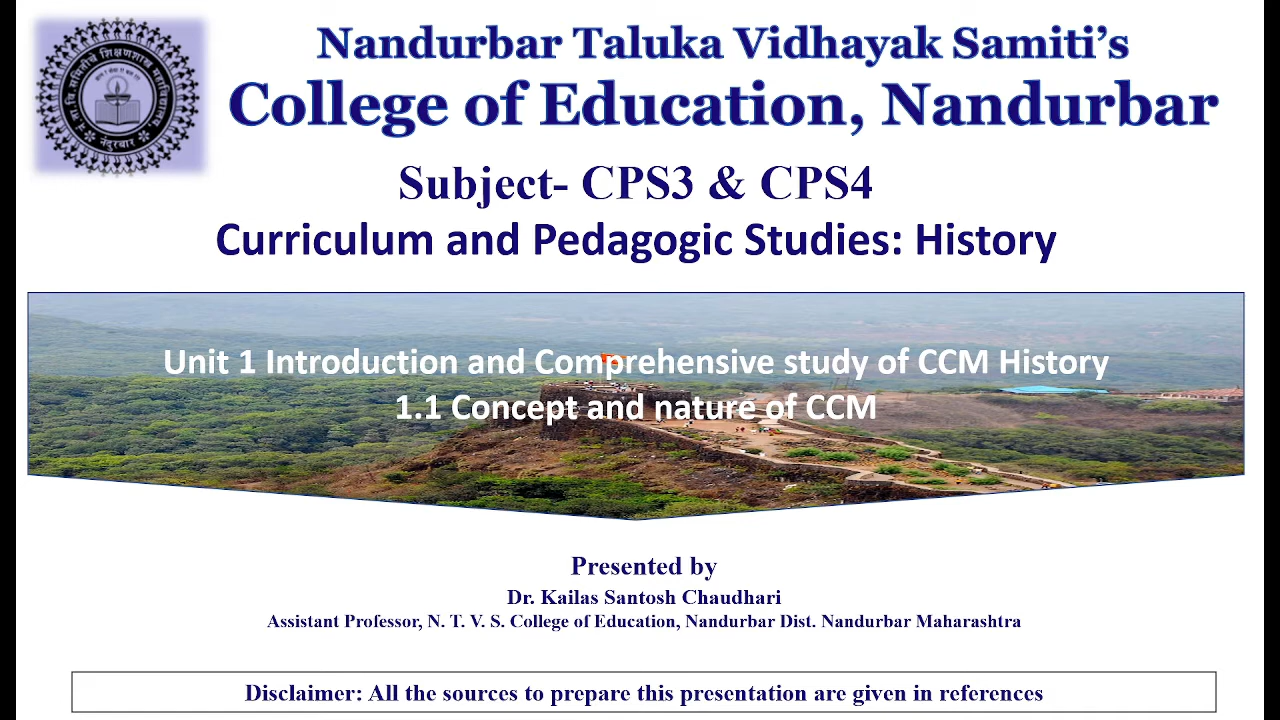 Nandurbar Taluka Vidhayak Samiti’s
College of Education, Nandurbar
Subject- CPS3 & CPS4
Curriculum and Pedagogic Studies: History
Unit 1 Introduction and Comprehensive study of CCM History
1.1 Concept and nature of CCM
Presented by
Dr. Kailas Santosh Chaudhari
Assistant Professor, N. T. V. S. College of Education, Nandurbar Dist. Nandurbar Maharashtra
Disclaimer: All the sources to prepare this presentation are given in references